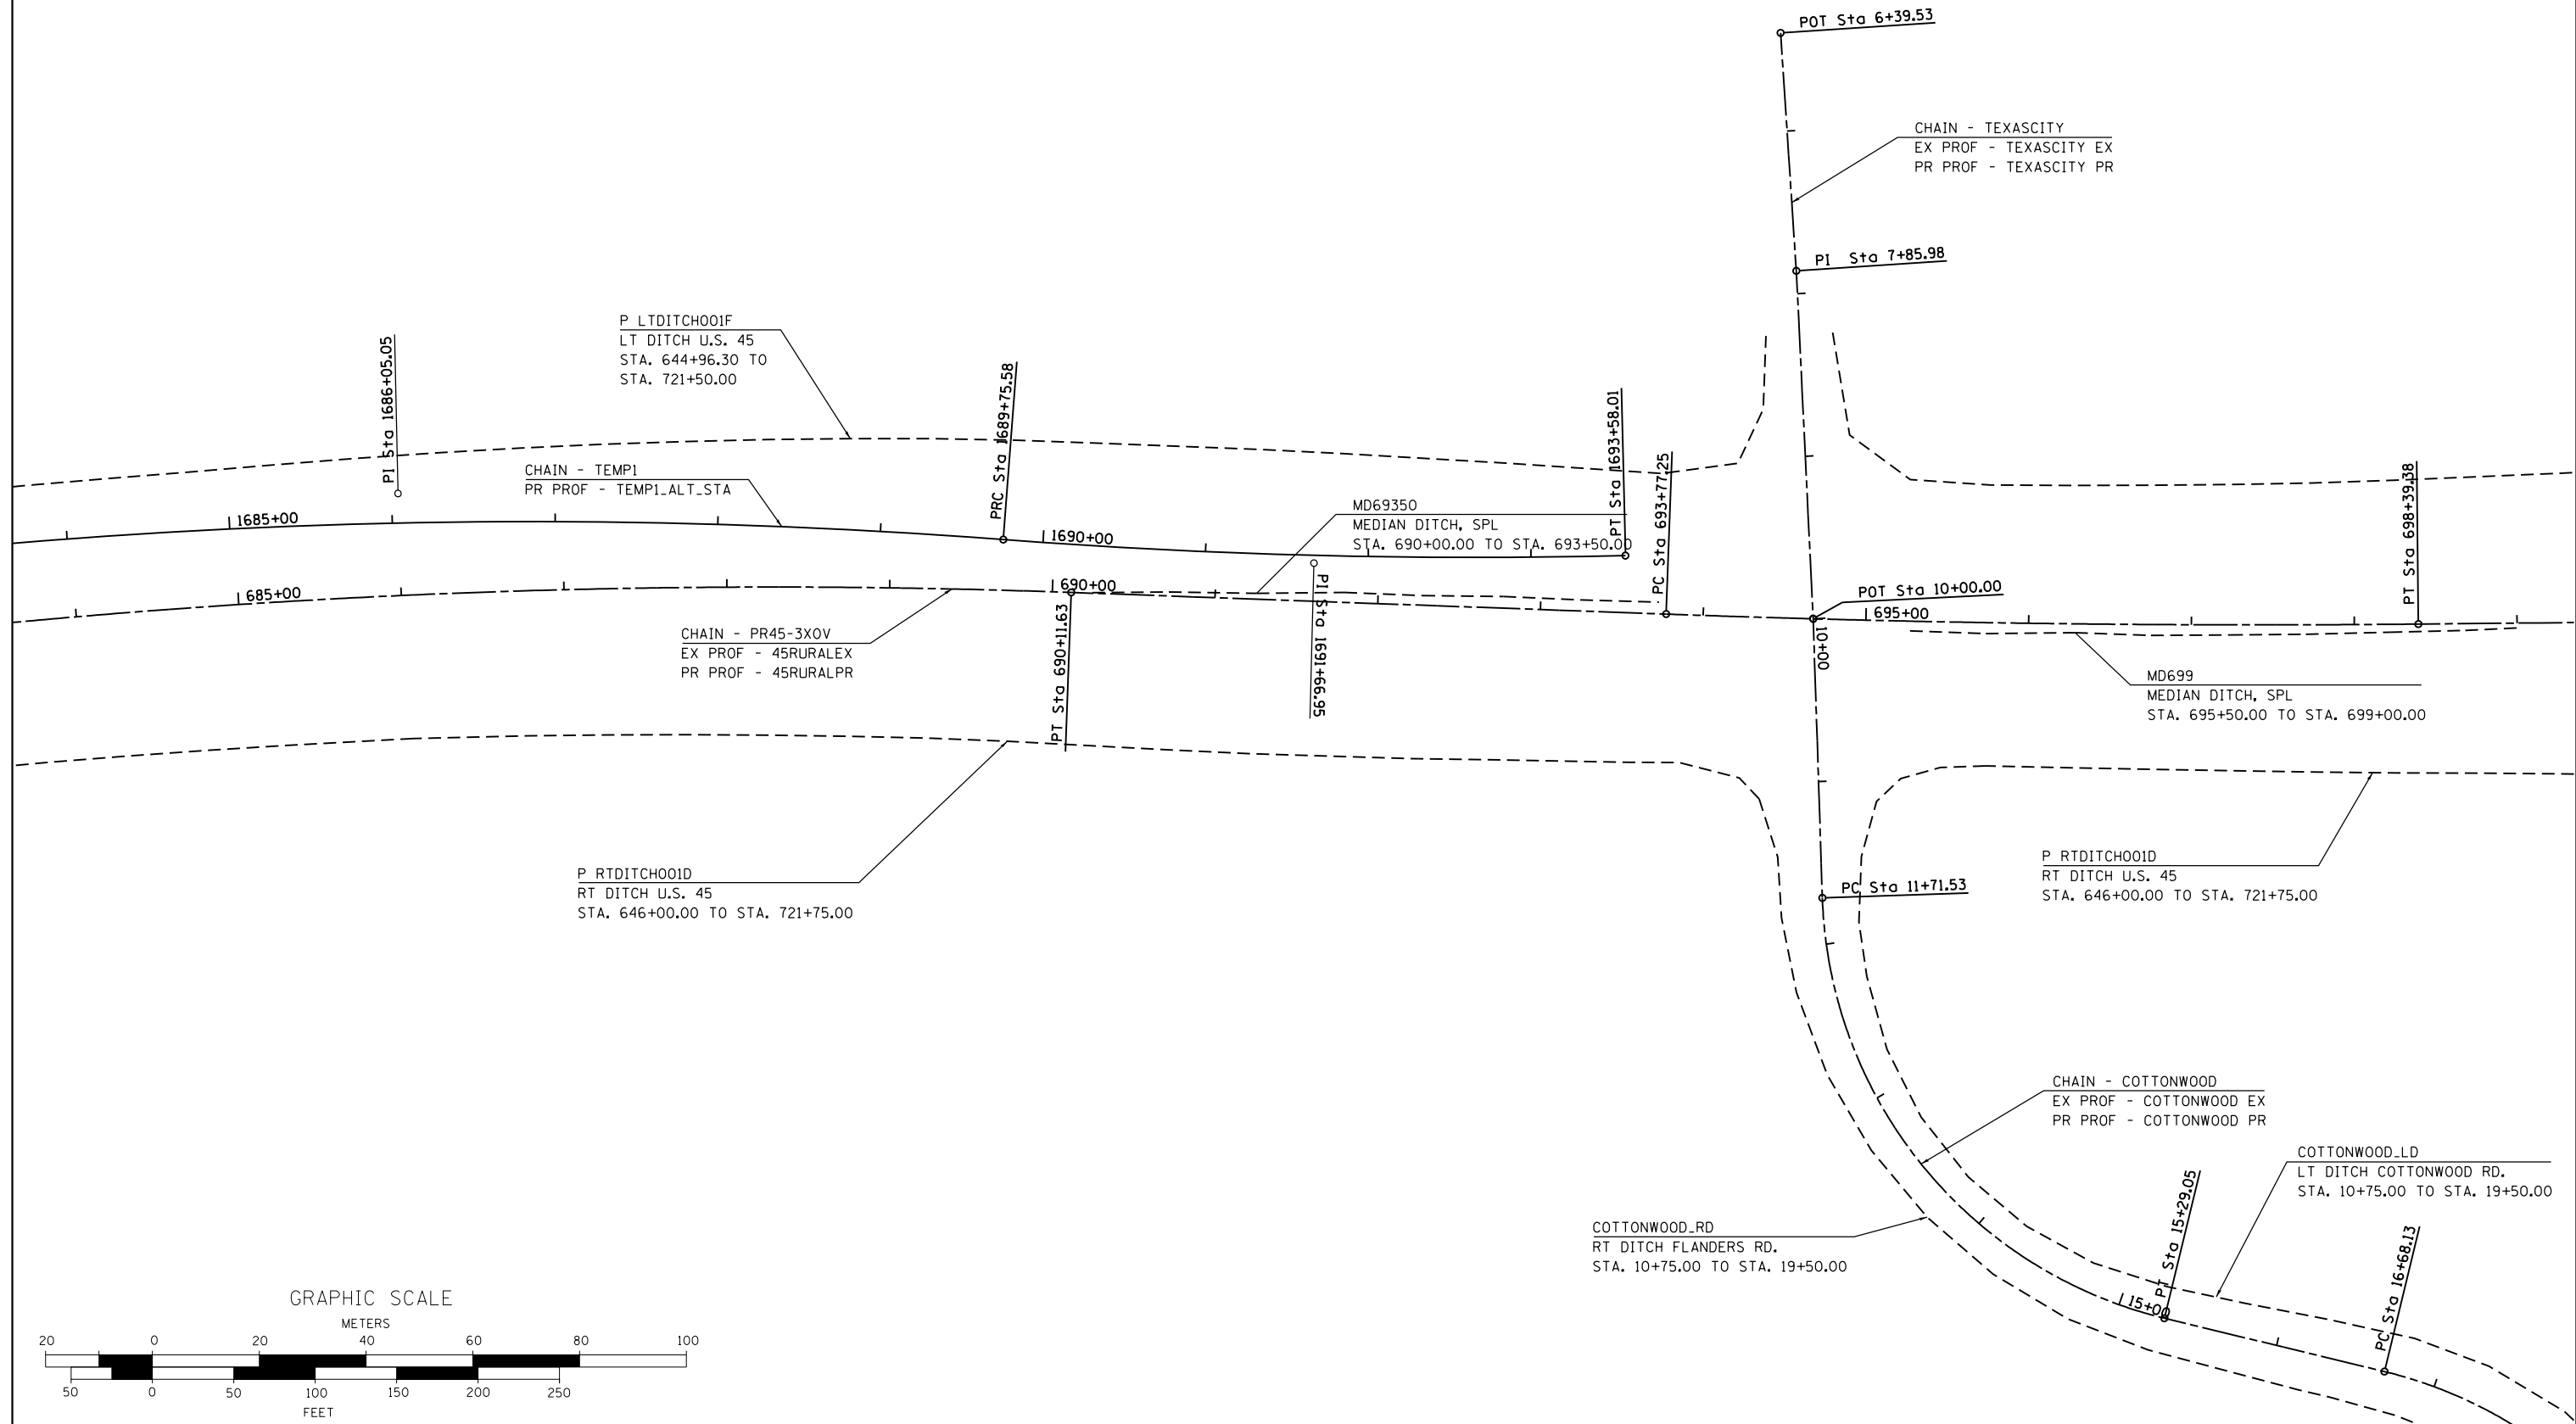 POT Sta 6+39.53
CHAIN - TEXASCITY
EX PROF - TEXASCITY EX
PR PROF - TEXASCITY PR
PI Sta 7+85.98
P LTDITCH001F
LT DITCH U.S. 45
STA. 644+96.30 TO
STA. 721+50.00
PI Sta 1686+05.05
PRC Sta 1689+75.58
PT Sta 1693+58.01
PC Sta 693+77.25
PT Sta 698+39.38
CHAIN - TEMP1
PR PROF - TEMP1_ALT_STA
MD69350
MEDIAN DITCH, SPL
STA. 690+00.00 TO STA. 693+50.00
1685+00
1690+00
685+00
690+00
POT Sta 10+00.00
695+00
10+00
PI Sta 1691+66.95
PT Sta 690+11.63
CHAIN - PR45-3XOV
EX PROF - 45RURALEX
PR PROF - 45RURALPR
MD699
MEDIAN DITCH, SPL
STA. 695+50.00 TO STA. 699+00.00
P RTDITCH001D
RT DITCH U.S. 45
STA. 646+00.00 TO STA. 721+75.00
PC Sta 11+71.53
P RTDITCH001D
RT DITCH U.S. 45
STA. 646+00.00 TO STA. 721+75.00
CHAIN - COTTONWOOD
EX PROF - COTTONWOOD EX
PR PROF - COTTONWOOD PR
COTTONWOOD_LD
LT DITCH COTTONWOOD RD.
STA. 10+75.00 TO STA. 19+50.00
COTTONWOOD_RD
RT DITCH FLANDERS RD.
STA. 10+75.00 TO STA. 19+50.00
PT Sta 15+29.05
PC Sta 16+68.13
15+00
GRAPHIC SCALE
METERS
20 0 20 40 60 80 100
50 0 50 100 150 200 250
FEET